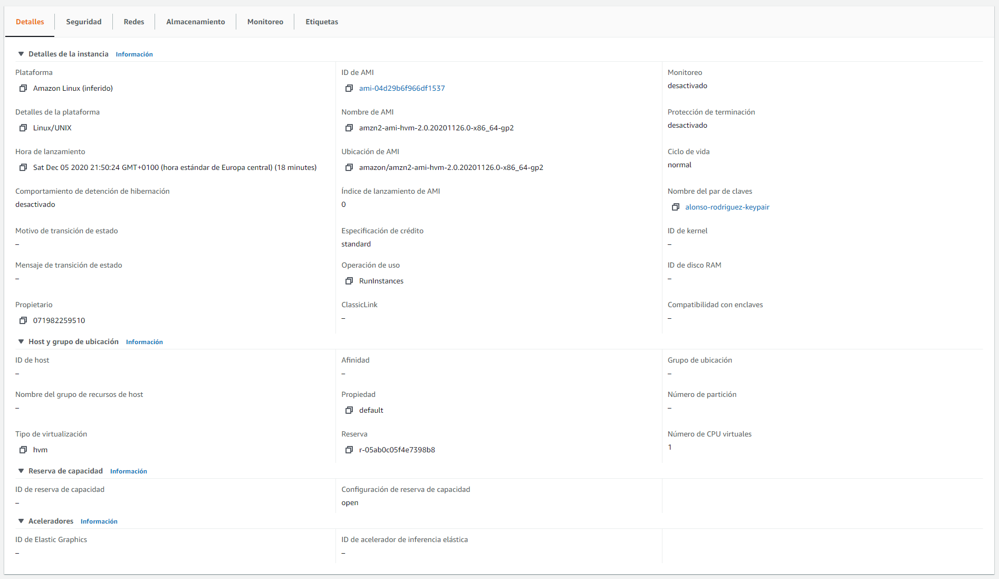 Detalles
Seguridad
Redes
Almacenamiento
Monitoreo
Etiquetas
Detalles de la instancia Información
Plataforma
Amazon Linux (inferido)
ID de AMI
ami-04d29b6f966df1537
Monitoreo
desactivado
Detalles de la plataforma
Linux/UNIX
Nombre de AMI
amzn2-ami-hvm-2.0.20201126.0-x86_64-gp2
Protección de terminación
desactivado
Hora de lanzamiento
Sat Dec 05 2020 21:50:24 GMT+0100 (hora estándar de Europa central) (18 minutes)
Ubicación de AMI
amazon/amzn2-ami-hvm-2.0.20201126.0-x86_64-gp2
Ciclo de vida
normal
Comportamiento de detención de hibernación
desactivado
Índice de lanzamiento de AMI
0
Nombre del par de claves
alonso-rodriguez-keypair
Motivo de transición de estado
–
Especificación de crédito
standard
ID de kernel
–
Mensaje de transición de estado
–
Operación de uso
RunInstances
ID de disco RAM
–
Propietario
071982259510
ClassicLink
–
Compatibilidad con enclaves
–
Host y grupo de ubicación Información
ID de host
–
Afinidad
–
Grupo de ubicación
–
Nombre del grupo de recursos de host
–
Propiedad
default
Número de partición
–
Tipo de virtualización
hvm
Reserva
r-05ab0c05f4e7398b8
Número de CPU virtuales
1
Reserva de capacidad Información
ID de reserva de capacidad
–
Configuración de reserva de capacidad
open
Aceleradores Información
ID de Elastic Graphics
–
ID de acelerador de inferencia elástica
–